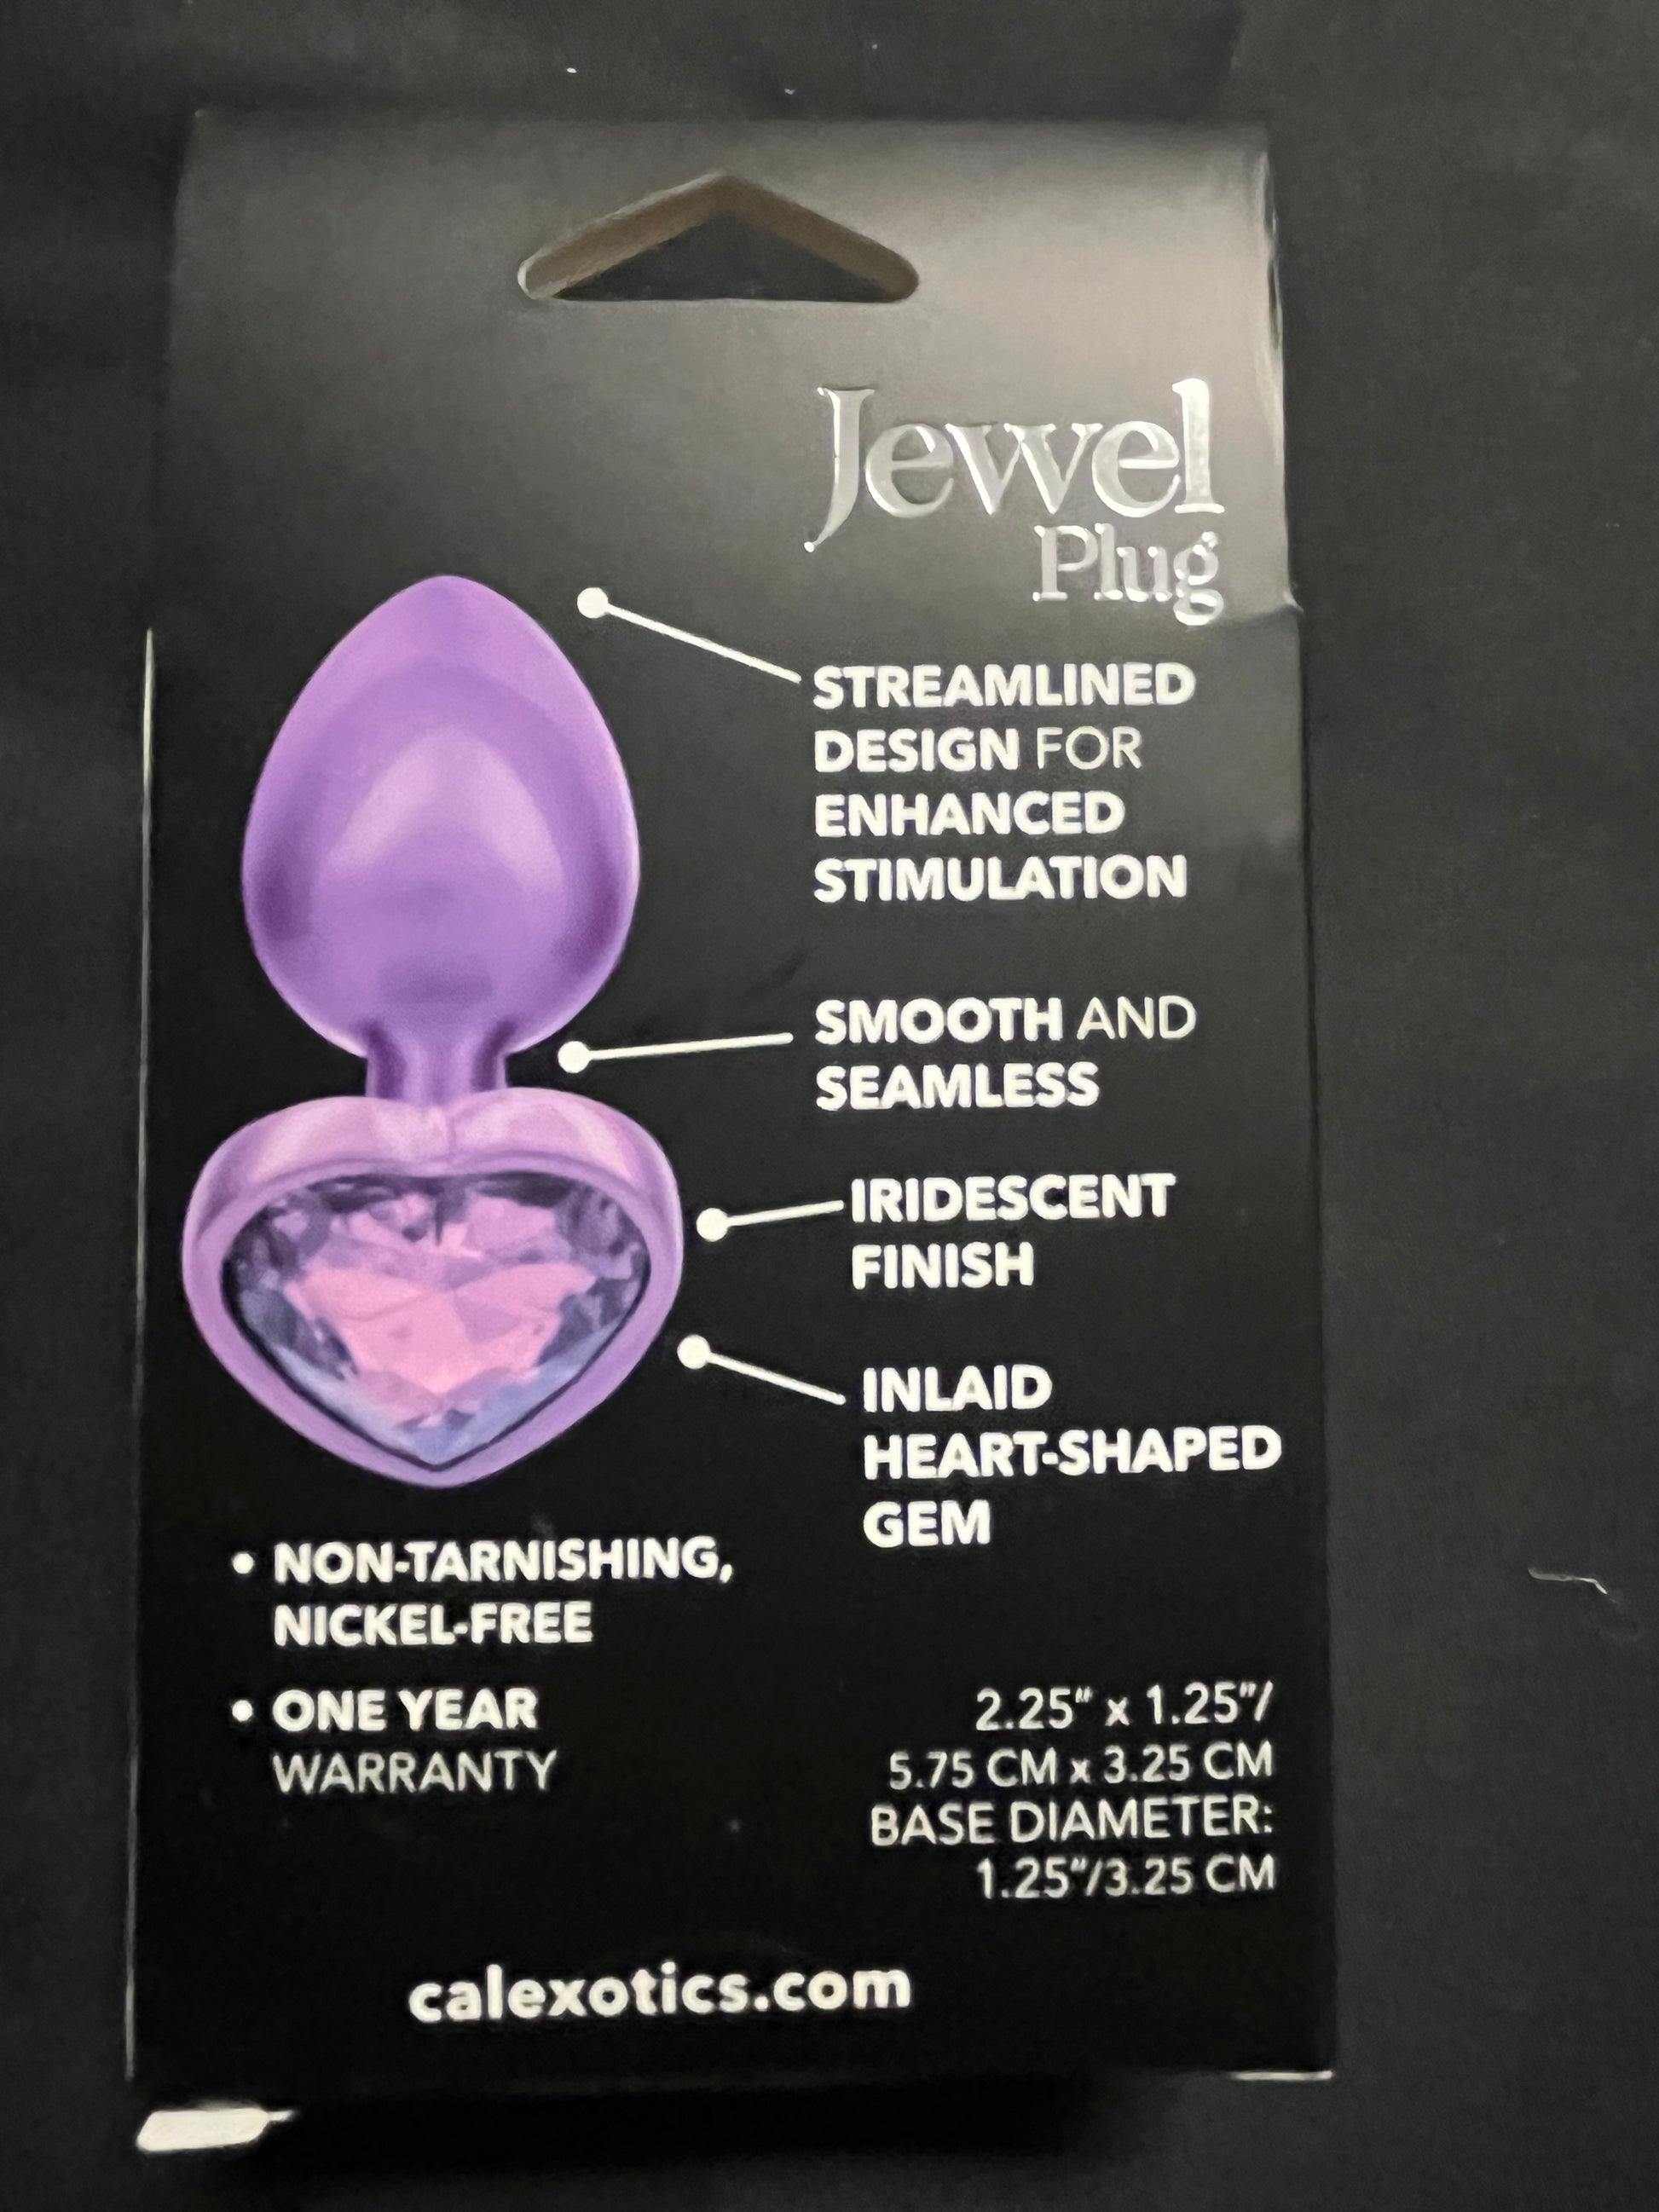 Jewel
Plug
STREAMLINED
DESIGN FOR
ENHANCED
STIMULATION
SMOOTH AND
SEAMLESS
IRIDESCENT
FINISH
INLAID
HEART-SHAPED
GEM
• NON-TARNISHING,
NICKEL-FREE
• ONE YEAR
WARRANTY
2.25" x 1.25"/
5.75 CM x 3.25 CM
BASE DIAMETER:
1.25"/3.25 CM
calexotics.com